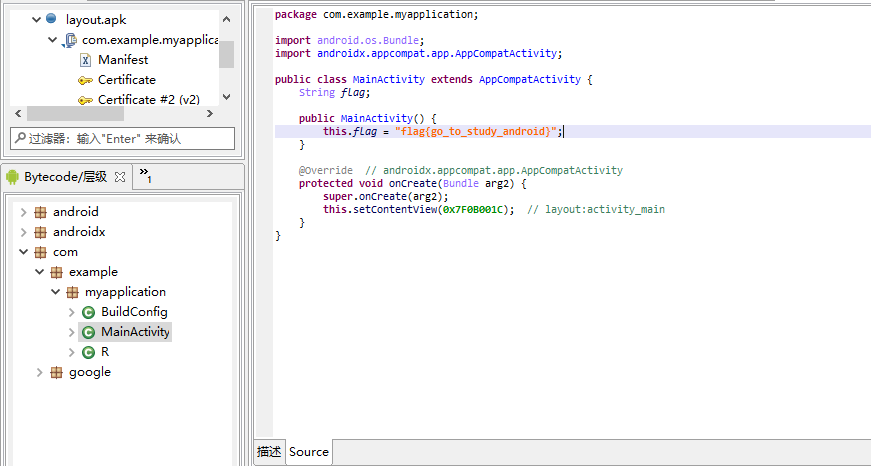 layout.apk
com.example.myapplica
Manifest
Certificate
Certificate #2 (v2)
过滤器: 输入"Enter" 来确认
Bytecode/层级
»1
android
androidx
com
example
myapplication
BuildConfig
MainActivity
R
google
package com.example.myapplication;
import android.os.Bundle;
import androidx.appcompat.app.AppCompatActivity;
public class MainActivity extends AppCompatActivity {
String flag;
public MainActivity() {
this.flag = "flag{go_to_study_android}";
}
@Override  // androidx.appcompat.app.AppCompatActivity
protected void onCreate(Bundle arg2) {
super.onCreate(arg2);
this.setContentView(0x7F0B001C);  // layout:activity_main
}
}
描述
Source